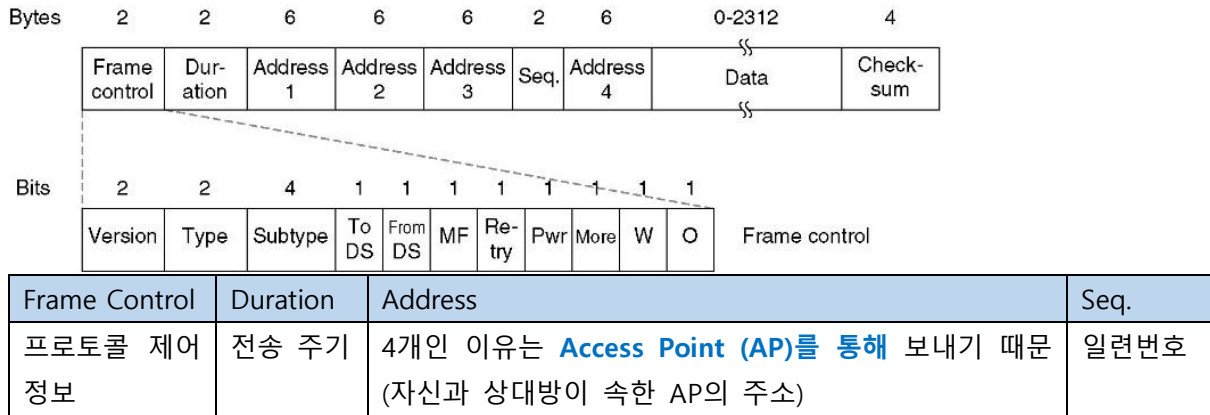 Bytes 2 2 6 6 6 2 6 0-2312 4
Frame control Dur-ation Address 1 Address 2 Address 3 Seq. Address 4 Data Check-sum
Bits 2 2 4 1 1 1 1 1 1 1 1
Version Type Subtype To DS From DS MF Re-try Pwr More W O Frame control
Frame Control Duration Address Seq.
프로토콜 제어 전송 주기 4개인 이유는 Access Point (AP)를 통해 보내기 때문 일련번호
정보 (자신과 상대방이 속한 AP의 주소)